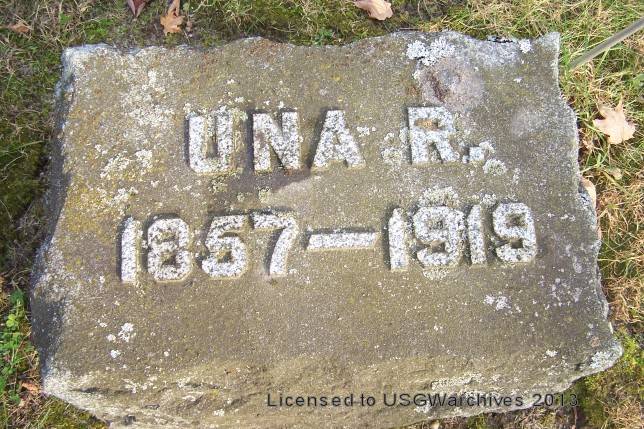 UNA R.
1857–1919
Licensed to USGWarchives 2013